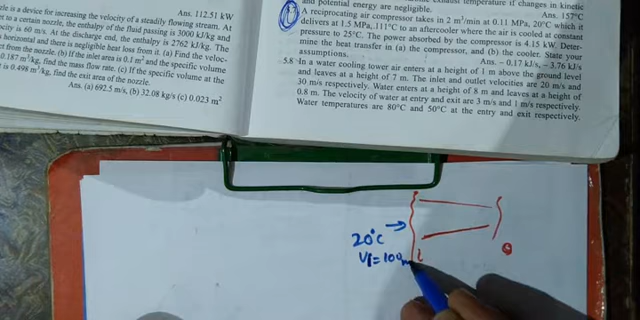 Ans. 112.51 kW
zle is a device for increasing the velocity of a steadily flowing stream. At
t to a certain nozzle, the enthalpy of the fluid passing is 3000 kJ/kg and
ocity is 60 m/s. At the discharge end, the enthalpy is 2762 kJ/kg. The
s horizontal and there is negligible heat loss from it. (a) Find the veloc-
from the nozzle. (b) If the inlet area is 0.1 m² and the specific volume
0.187 m³/kg, find the mass flow rate. (c) If the specific volume at the
is 0.498 m³/kg, find the exit area of the nozzle.
Ans. (a) 692.5 m/s, (b) 32.08 kg/s (c) 0.023 m²
exhaust temperature if changes in kinetic
and potential energy are negligible.
Ans. 157°C
A reciprocating air compressor takes in 2 m³/min at 0.11 MPa, 20°C which it
delivers at 1.5 MPa, 111°C to an aftercooler where the air is cooled at constant
pressure to 25°C. The power absorbed by the compressor is 4.15 kW. Deter-
mine the heat transfer in (a) the compressor, and (b) the cooler. State your
assumptions.
Ans. – 0.17 kJ/s, – 3.76 kJ/s
5.8 In a water cooling tower air enters at a height of 1 m above the ground level
and leaves at a height of 7 m. The inlet and outlet velocities are 20 m/s and
30 m/s respectively. Water enters at a height of 8 m and leaves at a height of
0.8 m. The velocity of water at entry and exit are 3 m/s and 1 m/s respectively.
Water temperatures are 80°C and 50°C at the entry and exit respectively.
20°C
V1=100m